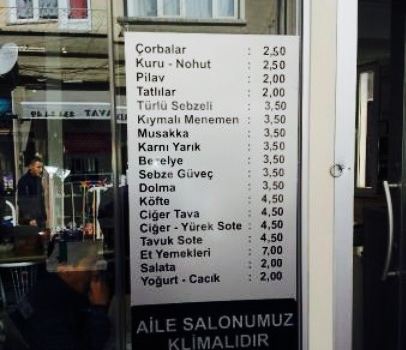 Çorbalar : 2,50
Kuru - Nohut : 2,50
Pilav : 2,00
Tatlılar : 2,00
Türlü Sebzeli : 3,50
Kıymalı Menemen : 3,50
Musakka : 3,50
Karnı Yarık : 3,50
Bezelye : 3,50
Sebze Güveç : 3,50
Dolma : 3,50
Köfte : 4,50
Ciğer Tava : 4,50
Ciğer - Yürek Sote : 4,50
Tavuk Sote : 4,50
Et Yemekleri : 7,00
Salata : 2,00
Yoğurt - Cacık : 2,00
AİLE SALONUMUZ
KLİMALIDIR